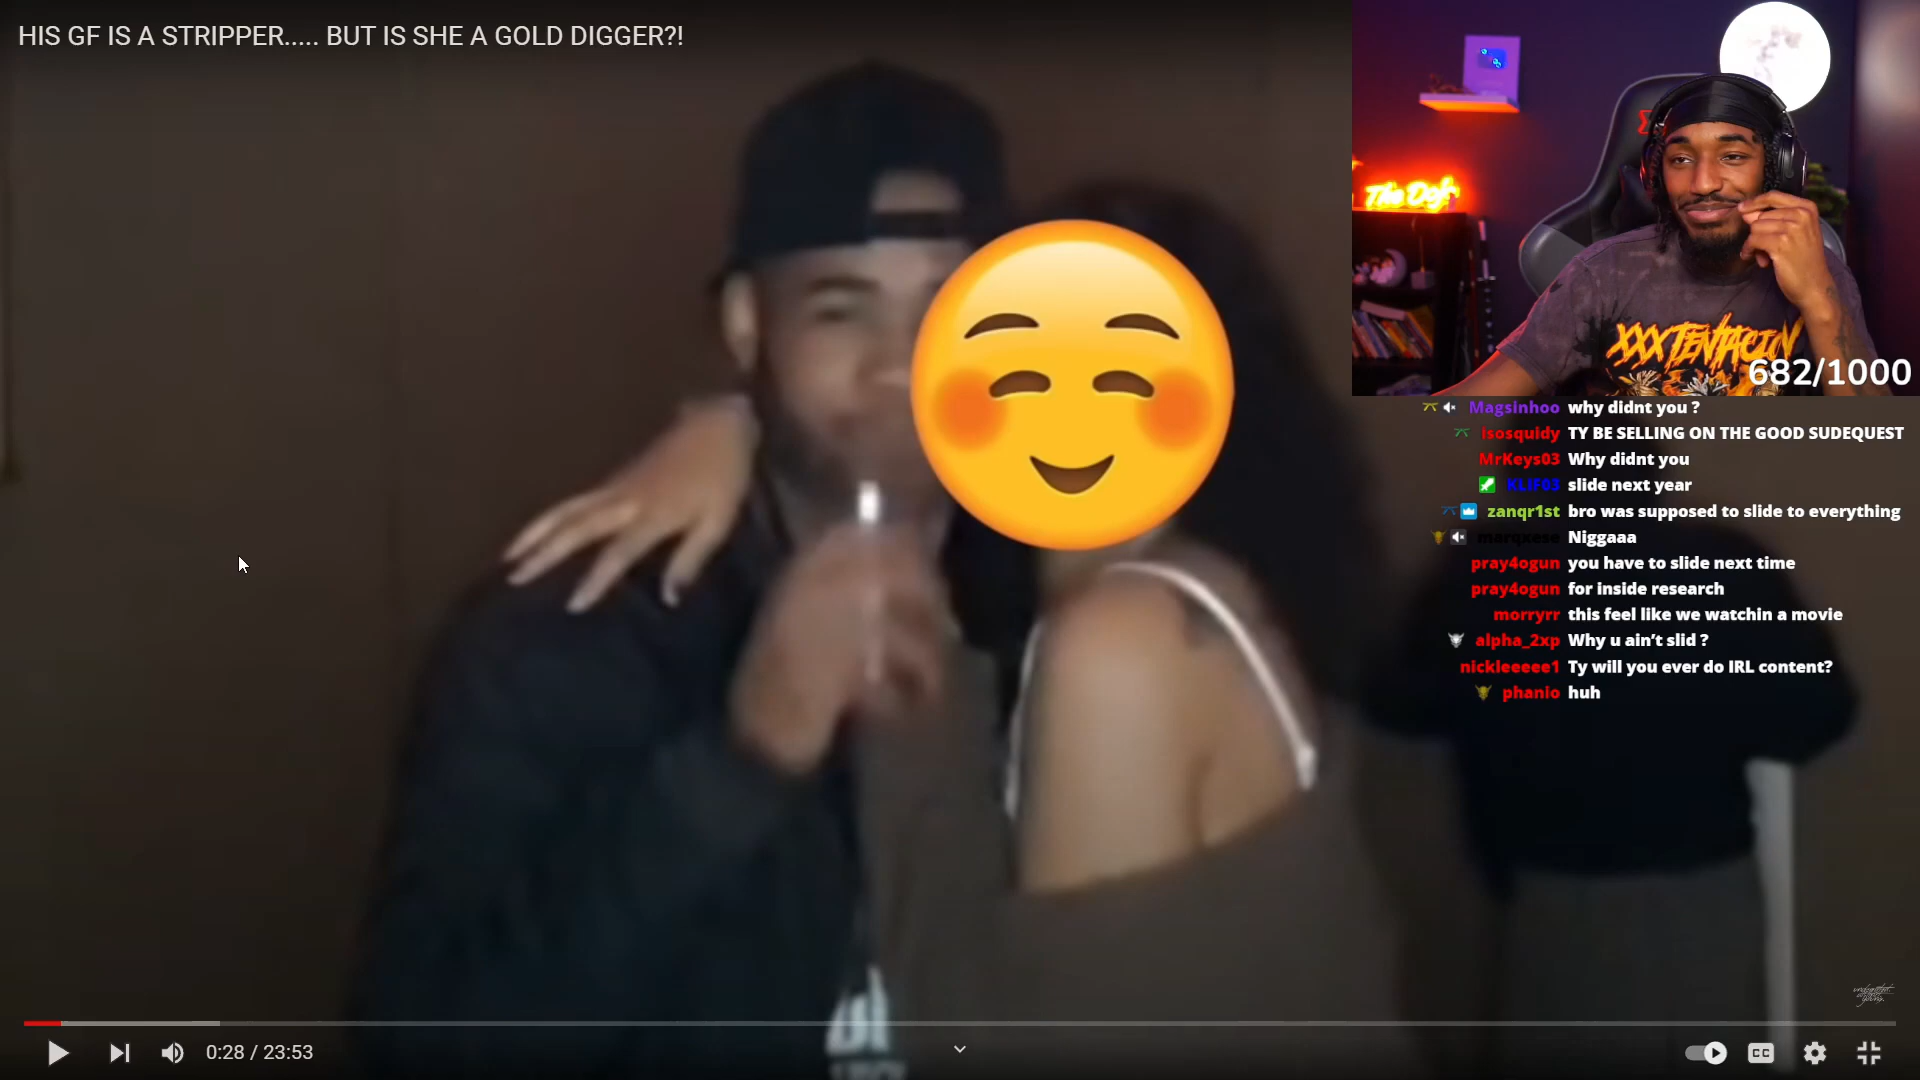 HIS GF IS A STRIPPER..... BUT IS SHE A GOLD DIGGER?!
XXXTENTACION
682/1000
Magsinhoo why didnt you ?
Isosquidy TY BE SELLING ON THE GOOD SUDEQUEST
MrKeys03 Why didnt you
KLIF03 slide next year
zanqr1st bro was supposed to slide to everything
marqxese Niggaaa
pray4ogun you have to slide next time
pray4ogun for inside research
morryrr this feel like we watchin a movie
alpha_2xp Why u ain’t slid ?
nickleeeee1 Ty will you ever do IRL content?
phanio huh
0:28 / 23:53
CC